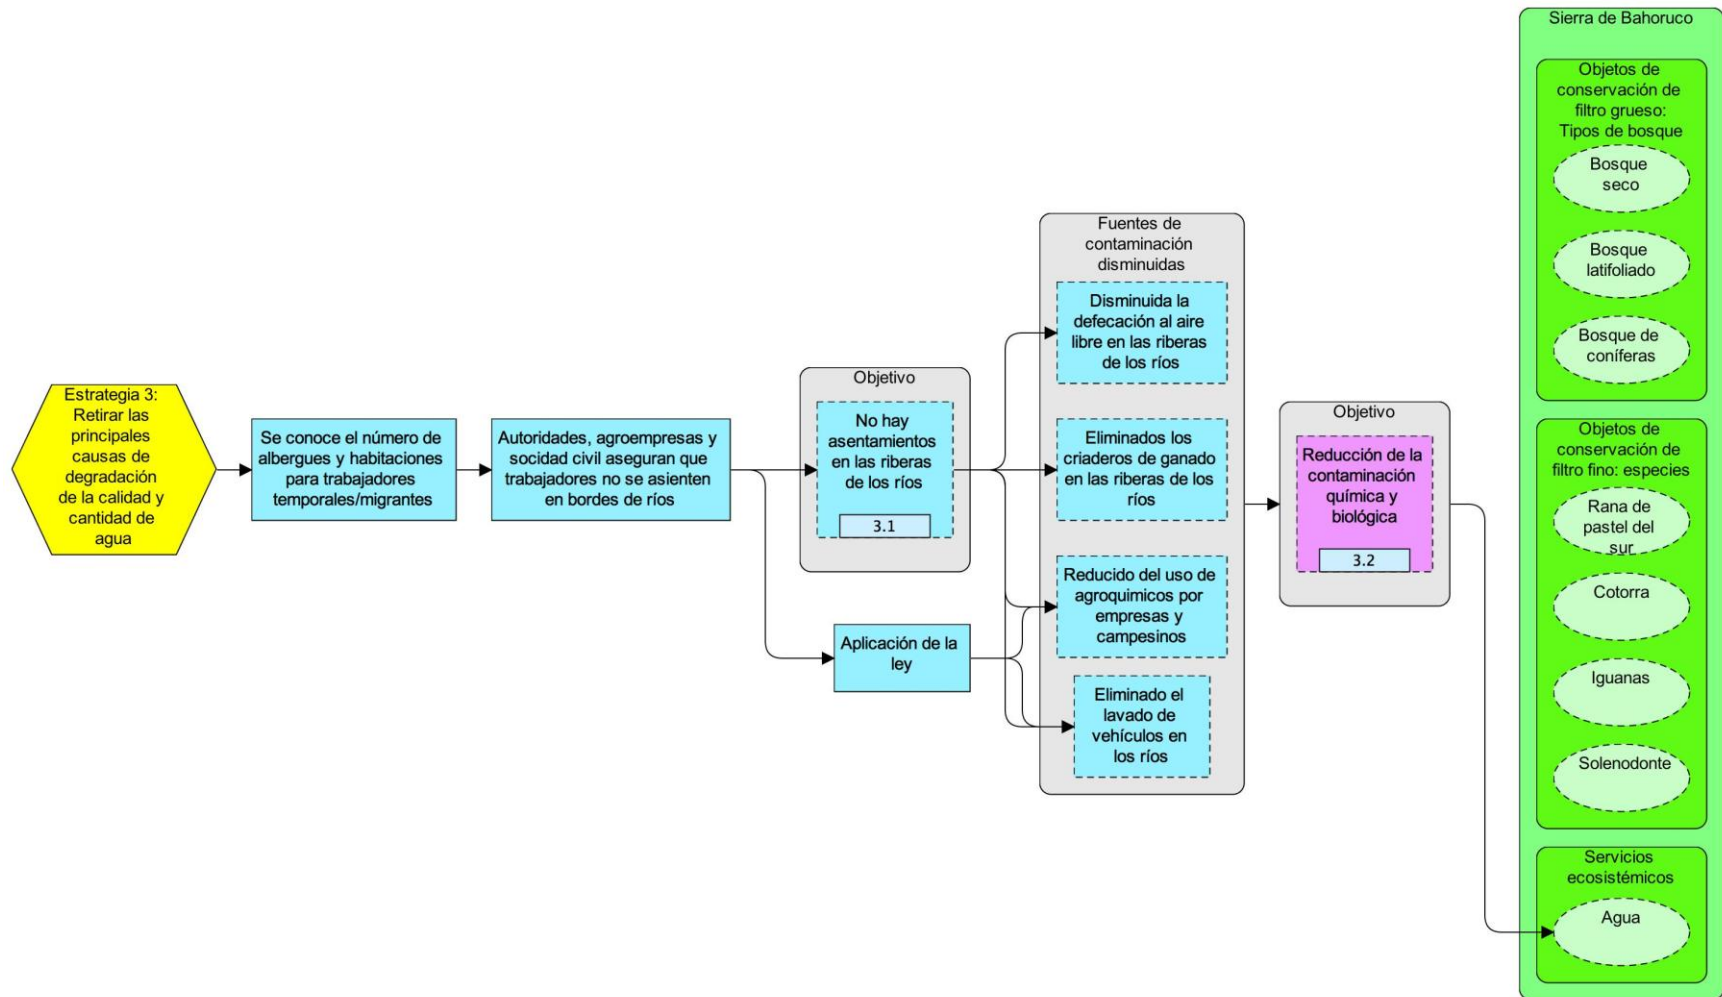 Estrategia 3:
Retirar las
principales
causas de
degradación
de la calidad y
cantidad de
agua
Se conoce el número de
albergues y habitaciones
para trabajadores
temporales/migrantes
Autoridades, agroempresas y
socidad civil aseguran que
trabajadores no se asienten
en bordes de ríos
Objetivo
No hay
asentamientos
en las riberas
de los ríos
3.1
Aplicación de la
ley
Fuentes de
contaminación
disminuidas
Disminuida la
defecación al aire
libre en las riberas
de los ríos
Eliminados los
criaderos de ganado
en las riberas de los
ríos
Reducido del uso de
agroquimicos por
empresas y
campesinos
Eliminado el
lavado de
vehículos en
los ríos
Objetivo
Reducción de la
contaminación
química y
biológica
3.2
Sierra de Bahoruco
Objetos de
conservación de
filtro grueso:
Tipos de bosque
Bosque
seco
Bosque
latifoliado
Bosque de
coníferas
Objetos de
conservación de
filtro fino: especies
Rana de
pastel del
sur
Cotorra
Iguanas
Solenodonte
Servicios
ecosistémicos
Agua